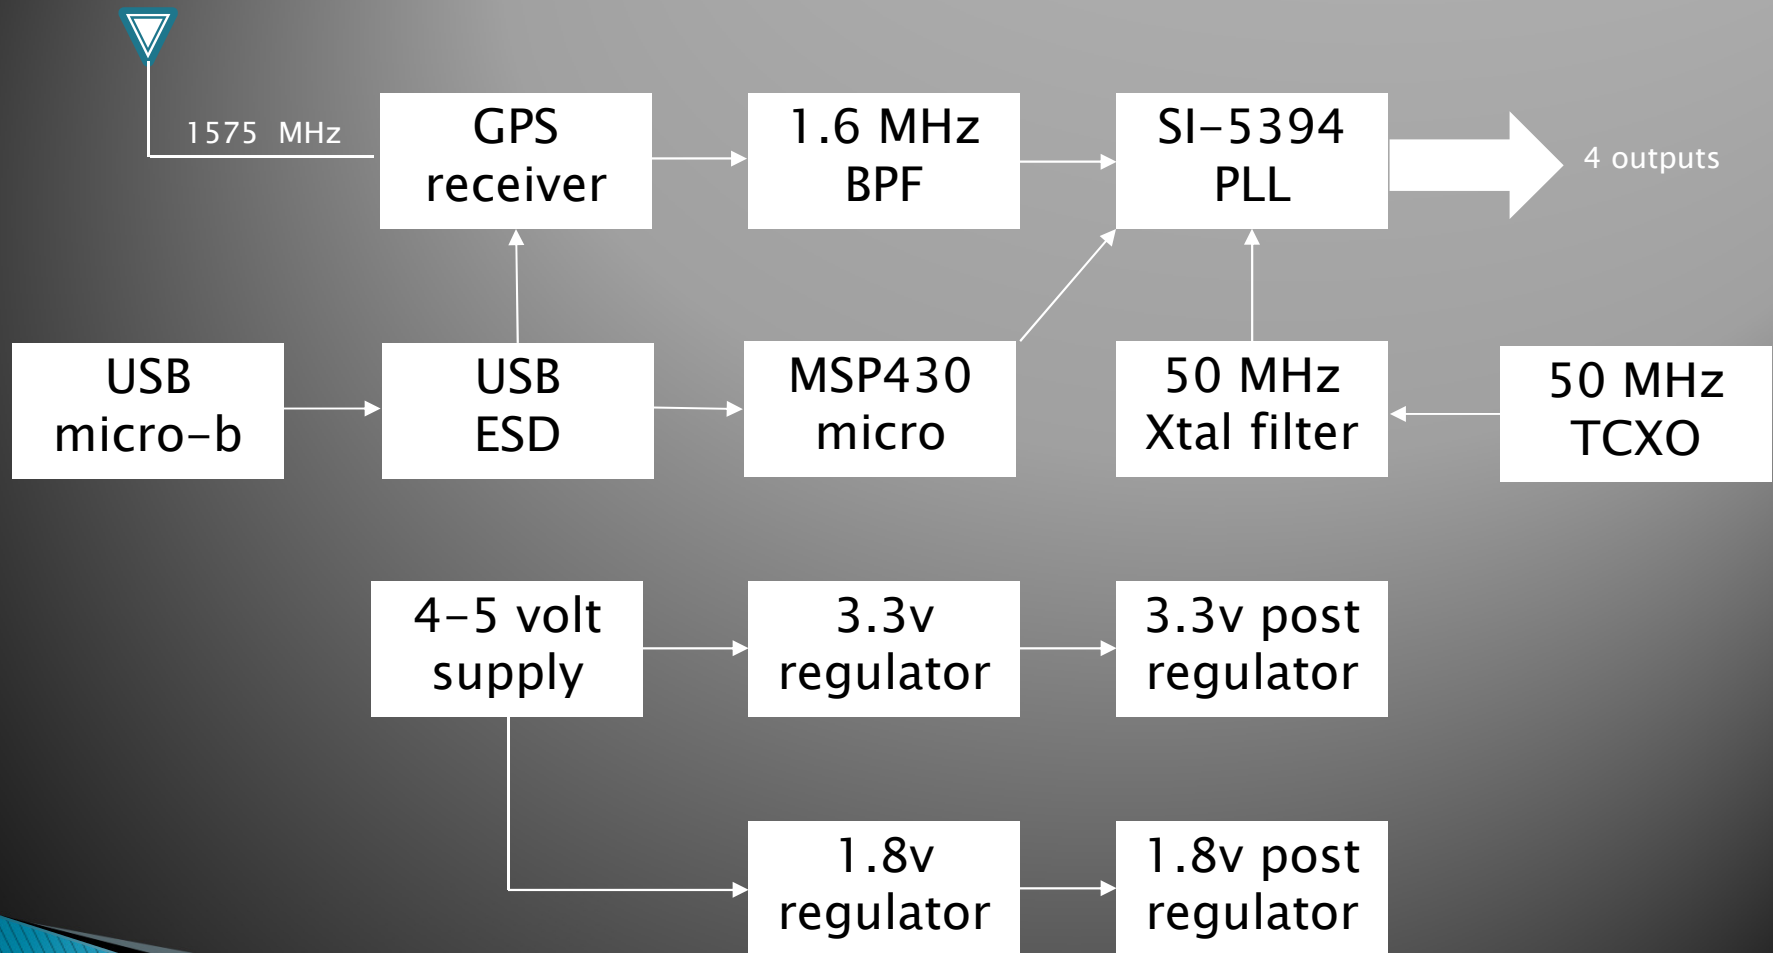 1575 MHz
GPS
receiver
1.6 MHz
BPF
SI-5394
PLL
4 outputs
USB
micro-b
USB
ESD
MSP430
micro
50 MHz
Xtal filter
50 MHz
TCXO
4-5 volt
supply
3.3v
regulator
3.3v post
regulator
1.8v
regulator
1.8v post
regulator